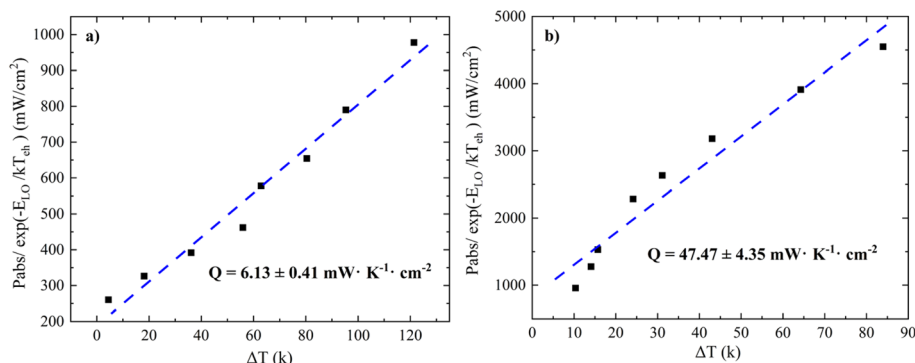 a)
Pabs/ exp(-E_LO /kT_eh ) (mW/cm²)
1000
900
800
700
600
500
400
300
200
Q = 6.13 ± 0.41 mW· K⁻¹· cm⁻²
0 20 40 60 80 100 120
ΔT (k)
b)
Pabs/ exp(-E_LO /kT_eh ) (mW/cm²)
5000
4000
3000
2000
1000
Q = 47.47 ± 4.35 mW· K⁻¹· cm⁻²
0 10 20 30 40 50 60 70 80 90
ΔT (k)